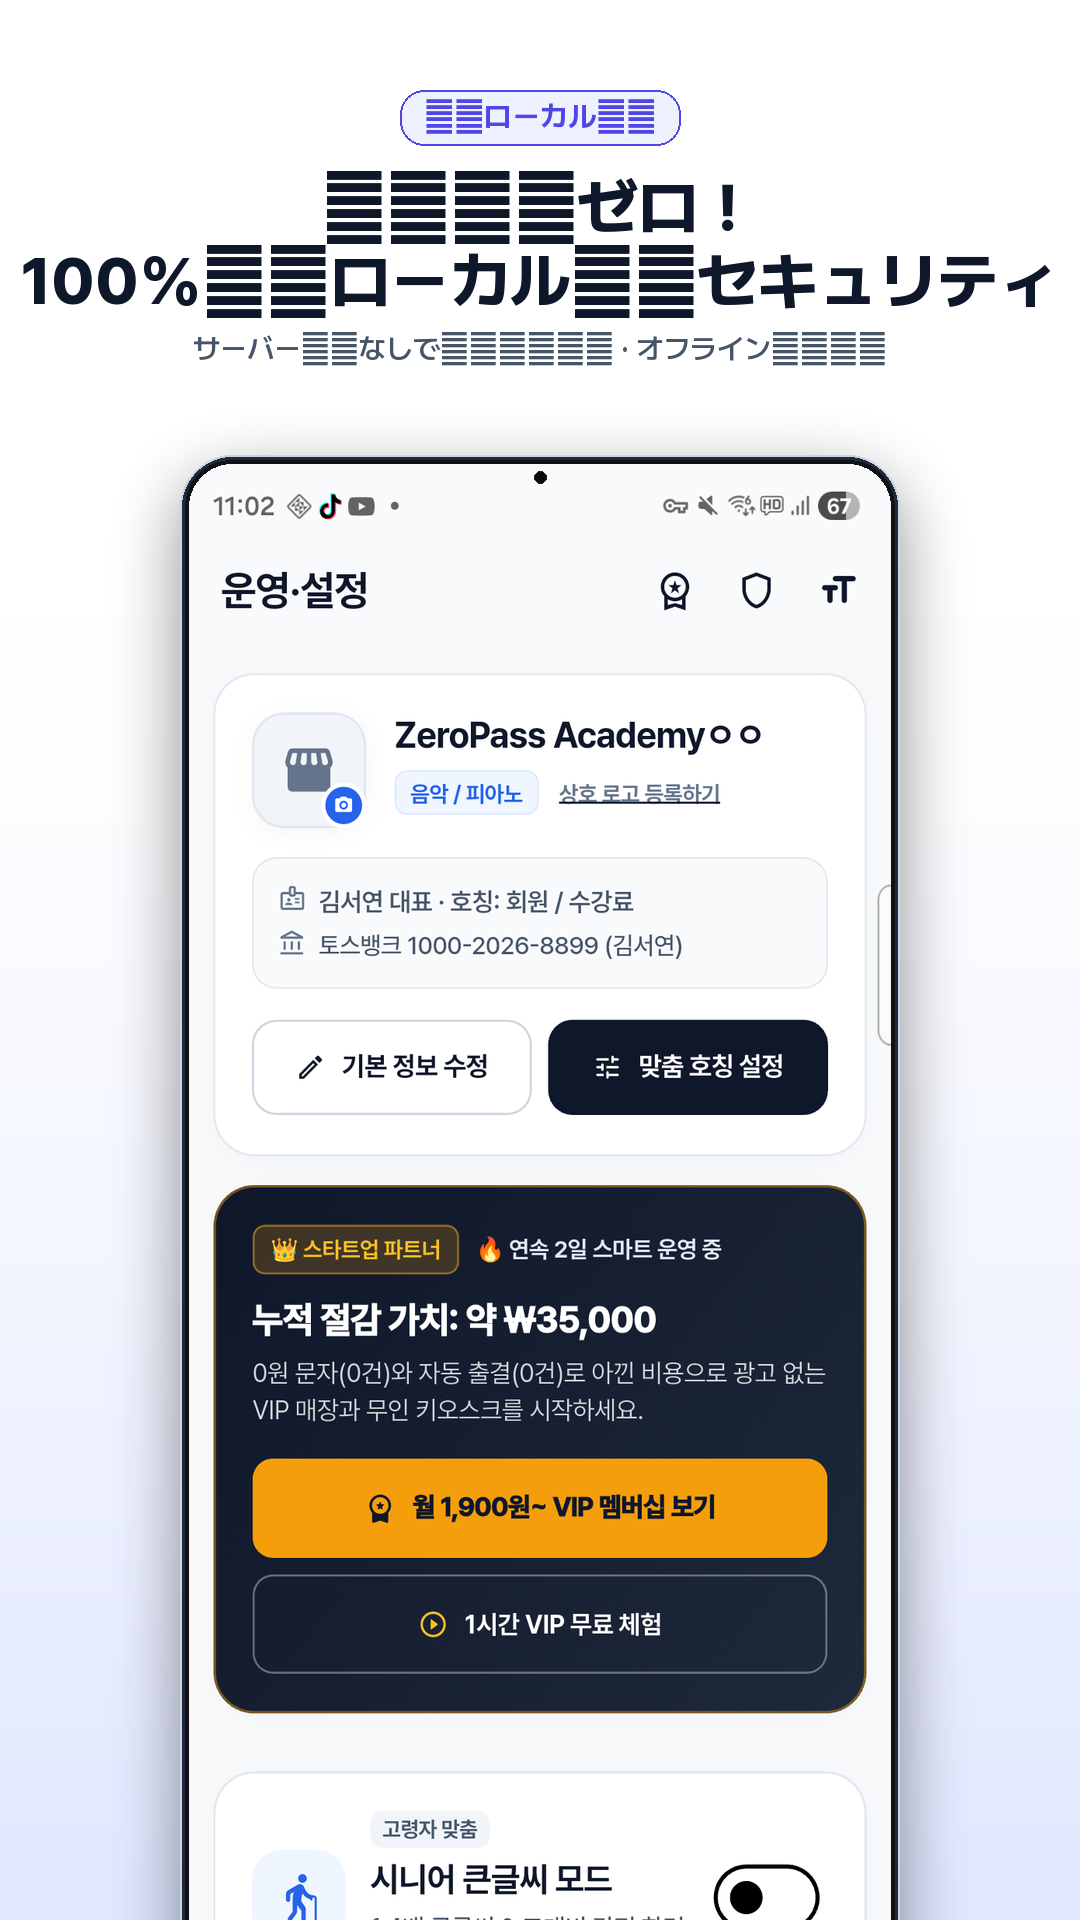 ローカル
ゼロ！
100% ローカル セキュリティ
サーバー なしで · オフライン
11:02
HD
67
운영·설정
ZeroPass Academyㅇㅇ
음악 / 피아노
상호 로고 등록하기
김서연 대표 · 호칭: 회원 / 수강료
토스뱅크 1000-2026-8899 (김서연)
기본 정보 수정
맞춤 호칭 설정
👑 스타트업 파트너
🔥 연속 2일 스마트 운영 중
누적 절감 가치: 약 ₩35,000
0원 문자(0건)와 자동 출결(0건)로 아낀 비용으로 광고 없는
VIP 매장과 무인 키오스크를 시작하세요.
월 1,900원~ VIP 멤버십 보기
1시간 VIP 무료 체험
고령자 맞춤
시니어 큰글씨 모드